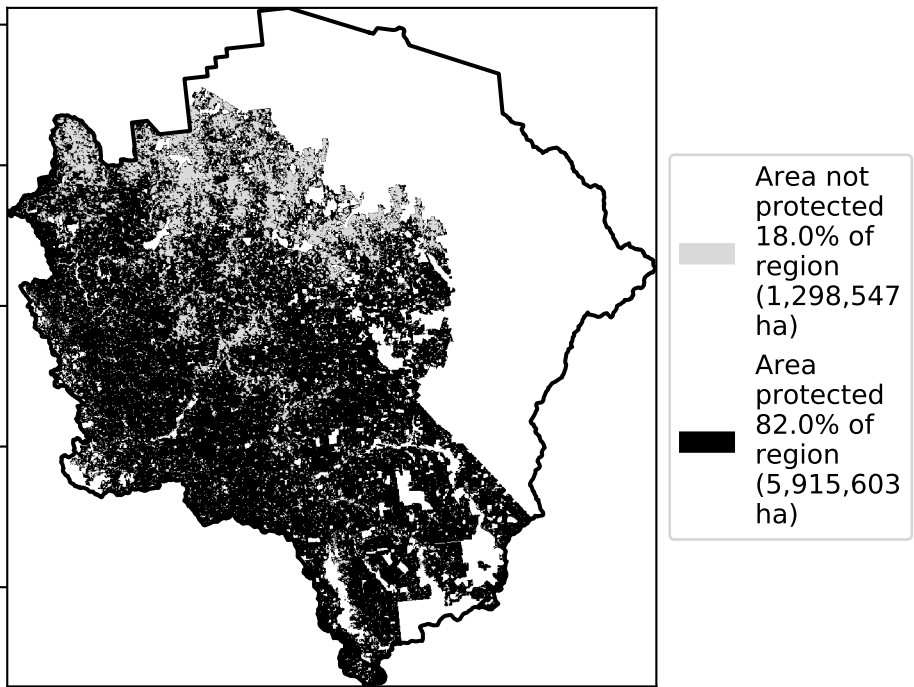 Area not
protected
18.0% of
region
(1,298,547
ha)
Area
protected
82.0% of
region
(5,915,603
ha)